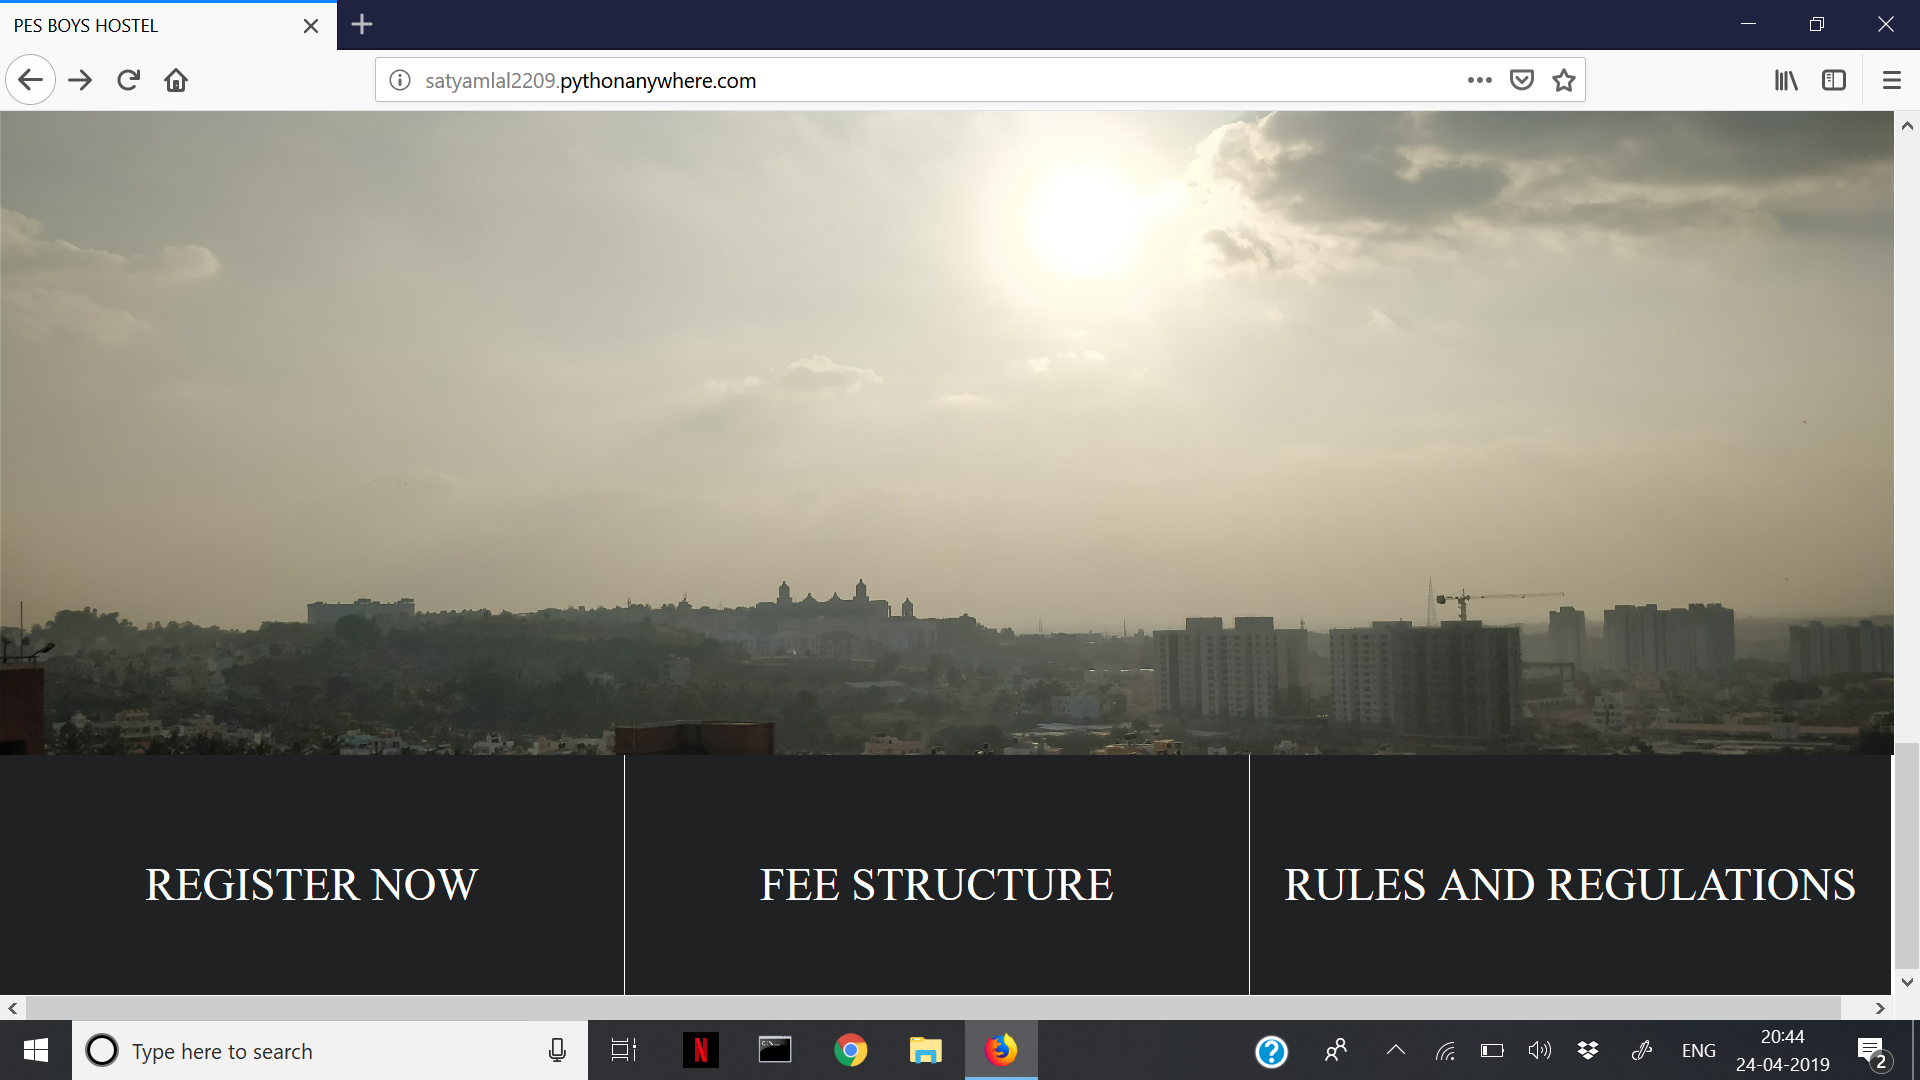 PES BOYS HOSTEL
satyamlal2209.pythonanywhere.com
REGISTER NOW
FEE STRUCTURE
RULES AND REGULATIONS
Type here to search
N
ENG
20:44
24-04-2019
2